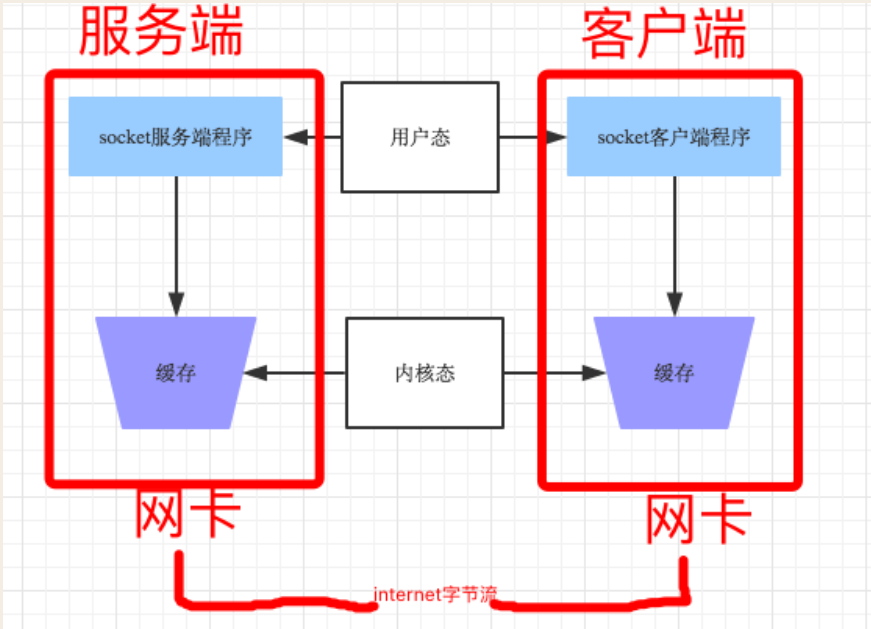 服务端
客户端
socket服务端程序
用户态
socket客户端程序
缓存
内核态
缓存
网卡
网卡
internet字节流